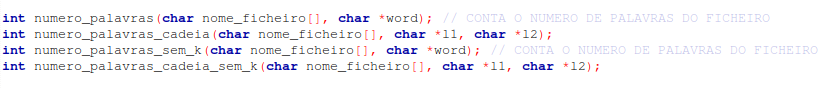 int numero_palavras(char nome_ficheiro[], char *word); // CONTA O NUMERO DE PALAVRAS DO FICHEIRO
int numero_palavras_cadeia(char nome_ficheiro[], char *l1, char *l2);
int numero_palavras_sem_k(char nome_ficheiro[], char *word); // CONTA O NUMERO DE PALAVRAS DO FICHEIRO
int numero_palavras_cadeia_sem_k(char nome_ficheiro[], char *l1, char *l2);